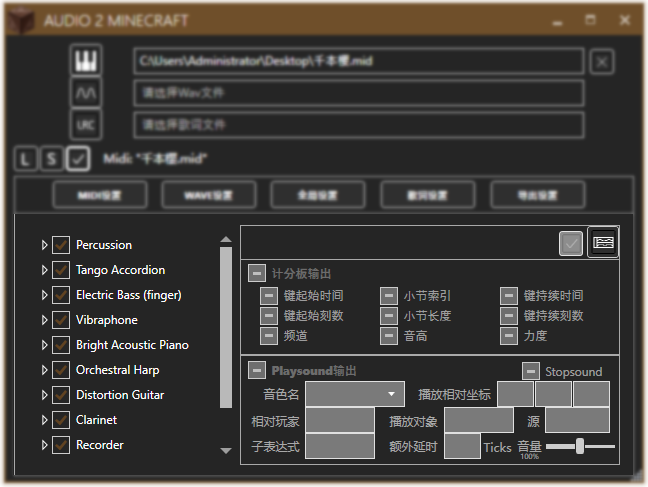 AUDIO 2 MINECRAFT
C:\Users\Administrator\Desktop\千本樱.mid
请选择Wav文件
LRC 请选择歌词文件
L S Midi: "千本樱.mid"
MIDI设置 WAVE设置 全局设置 歌词设置 导出设置
Percussion
Tango Accordion
Electric Bass (finger)
Vibraphone
Bright Acoustic Piano
Orchestral Harp
Distortion Guitar
Clarinet
Recorder
计分板输出
键起始时间 小节索引 键持续时间
键起始刻数 小节长度 键持续刻数
频道 音高 力度
Playsound输出 Stopsound
音色名 播放相对坐标
相对玩家 播放对象 源
子表达式 额外延时 Ticks 音量
100%